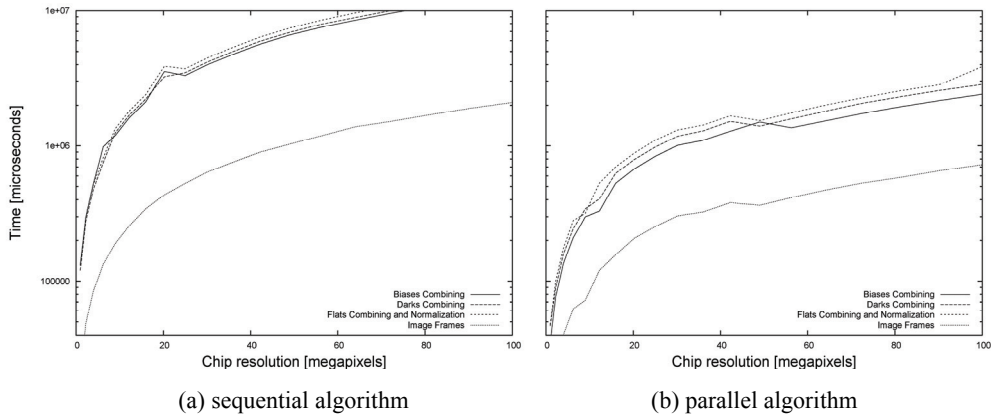 1e+07
1e+06
100000
Time [microseconds]
Biases Combining
Darks Combining
Flats Combining and Normalization
Image Frames
0 20 40 60 80 100
Chip resolution [megapixels]
(a) sequential algorithm
Biases Combining
Darks Combining
Flats Combining and Normalization
Image Frames
0 20 40 60 80 100
Chip resolution [megapixels]
(b) parallel algorithm